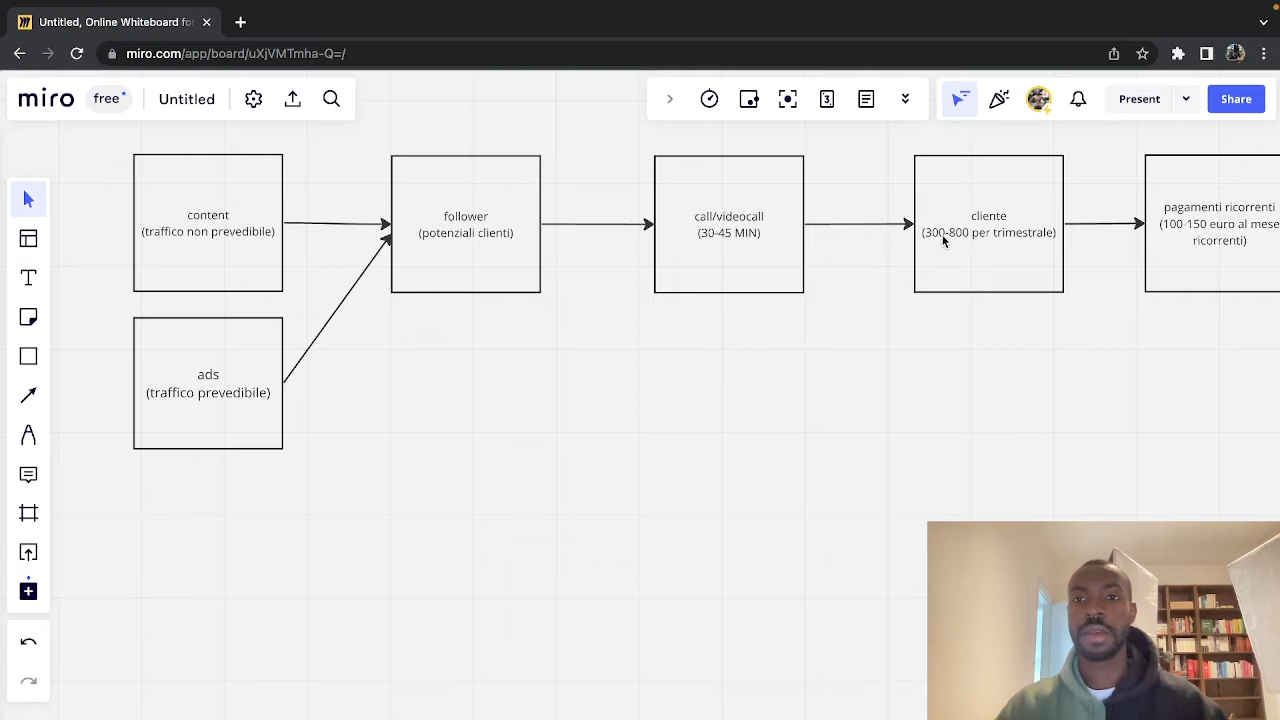 Untitled, Online Whiteboard for
miro.com/app/board/uXjVMTmha-Q=/
miro
free
Untitled
3
Present
Share
content
(traffico non prevedibile)
follower
(potenziali clienti)
call/videocall
(30-45 MIN)
cliente
(300-800 per trimestrale)
pagamenti ricorrenti
(100-150 euro al mese
ricorrenti)
ads
(traffico prevedibile)